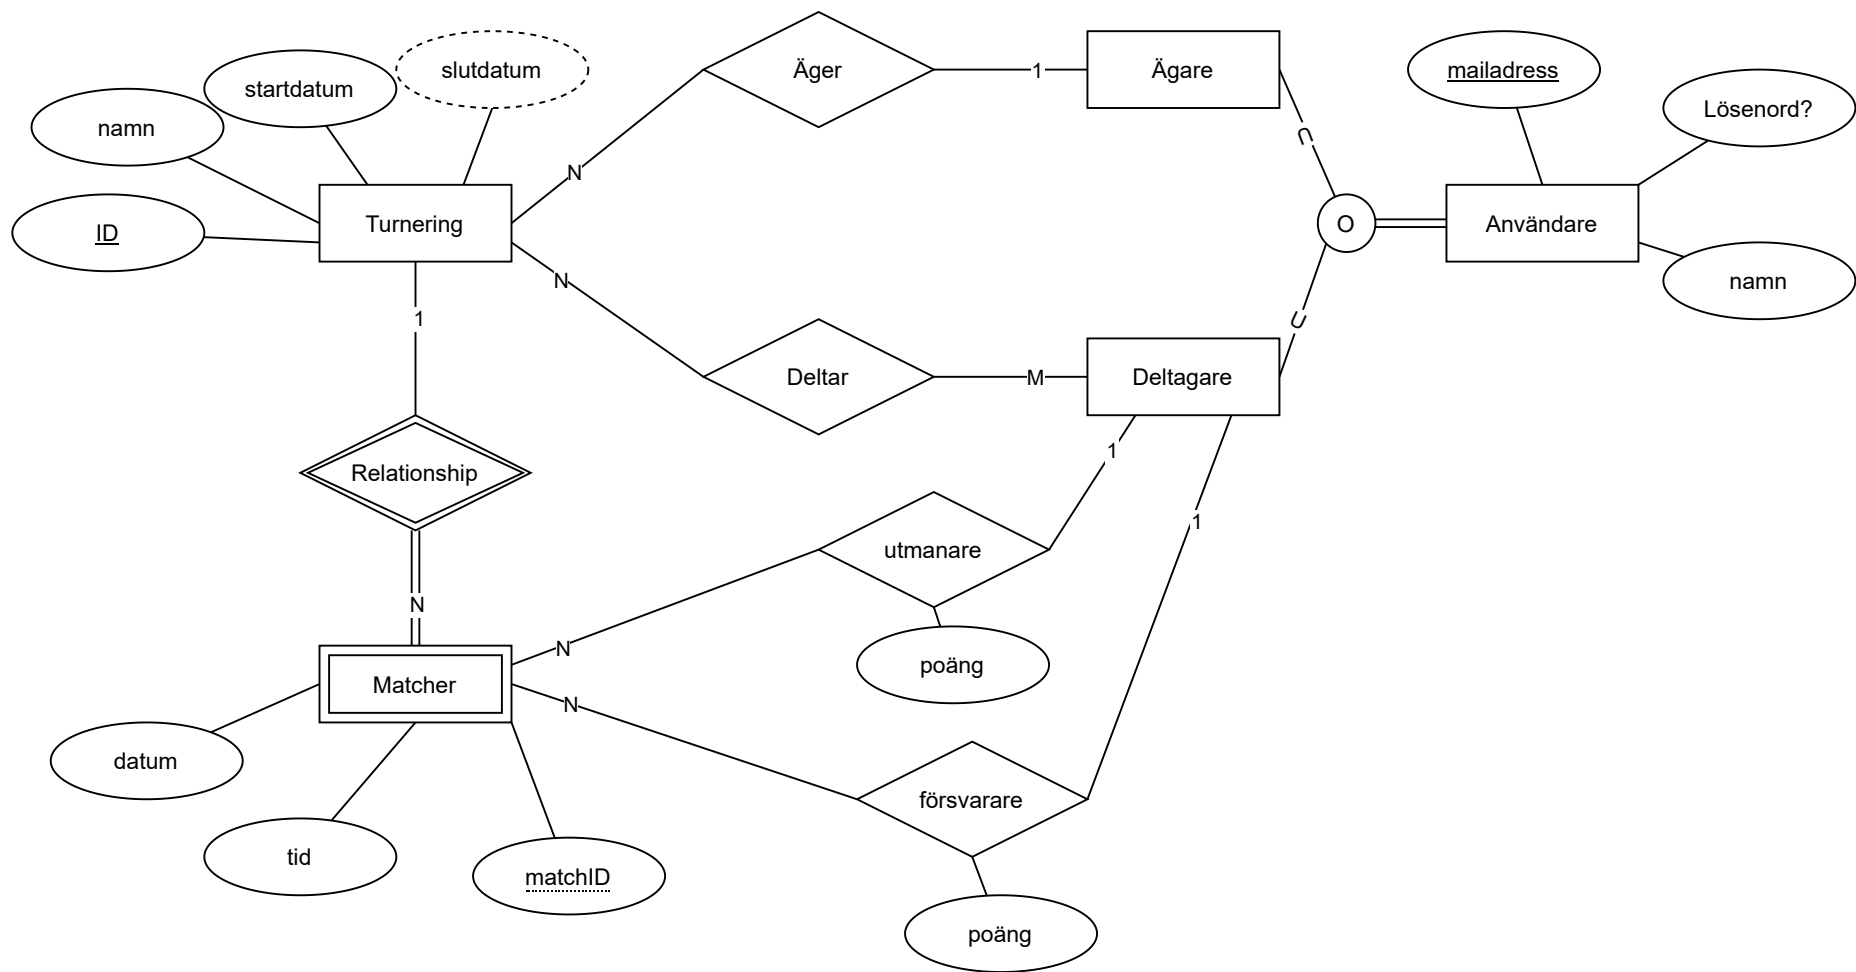 slutdatum
Äger
1
Ägare
mailadress
startdatum
Lösenord?
namn
N
Turnering
ID
O
Användare
namn
N
1
Deltar
M
Deltagare
1
Relationship
1
utmanare
N
N
poäng
Matcher
N
datum
försvarare
tid
matchID
poäng